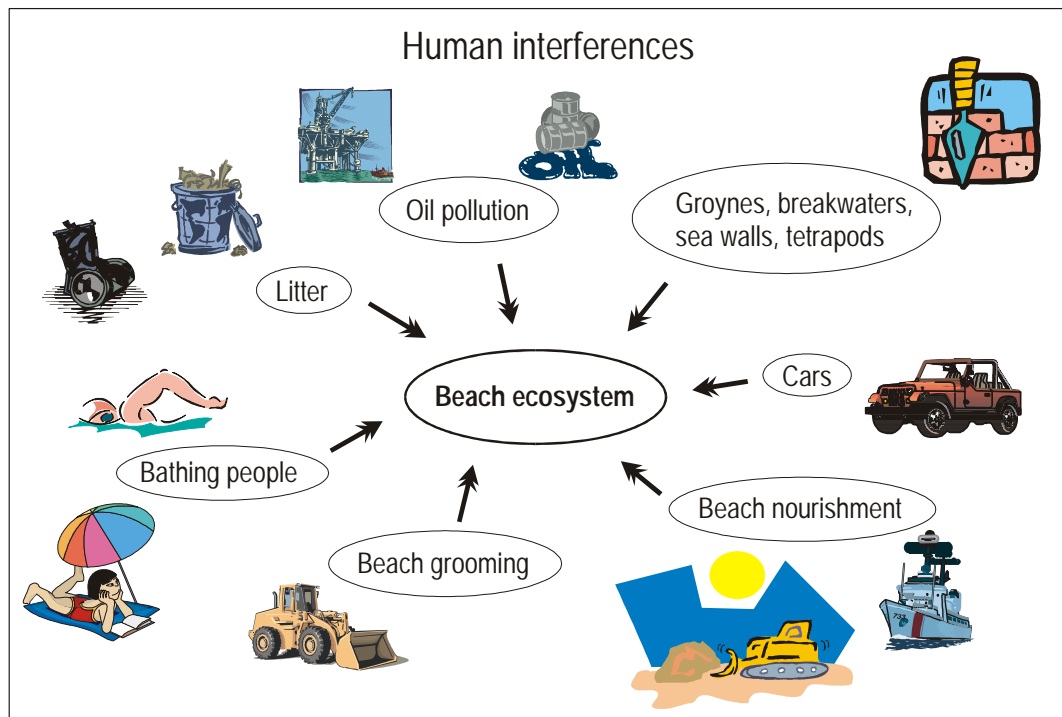 Human interferences
OIL
Oil pollution
Groynes, breakwaters,
sea walls, tetrapods
Litter
Cars
Beach ecosystem
Bathing people
Beach nourishment
Beach grooming